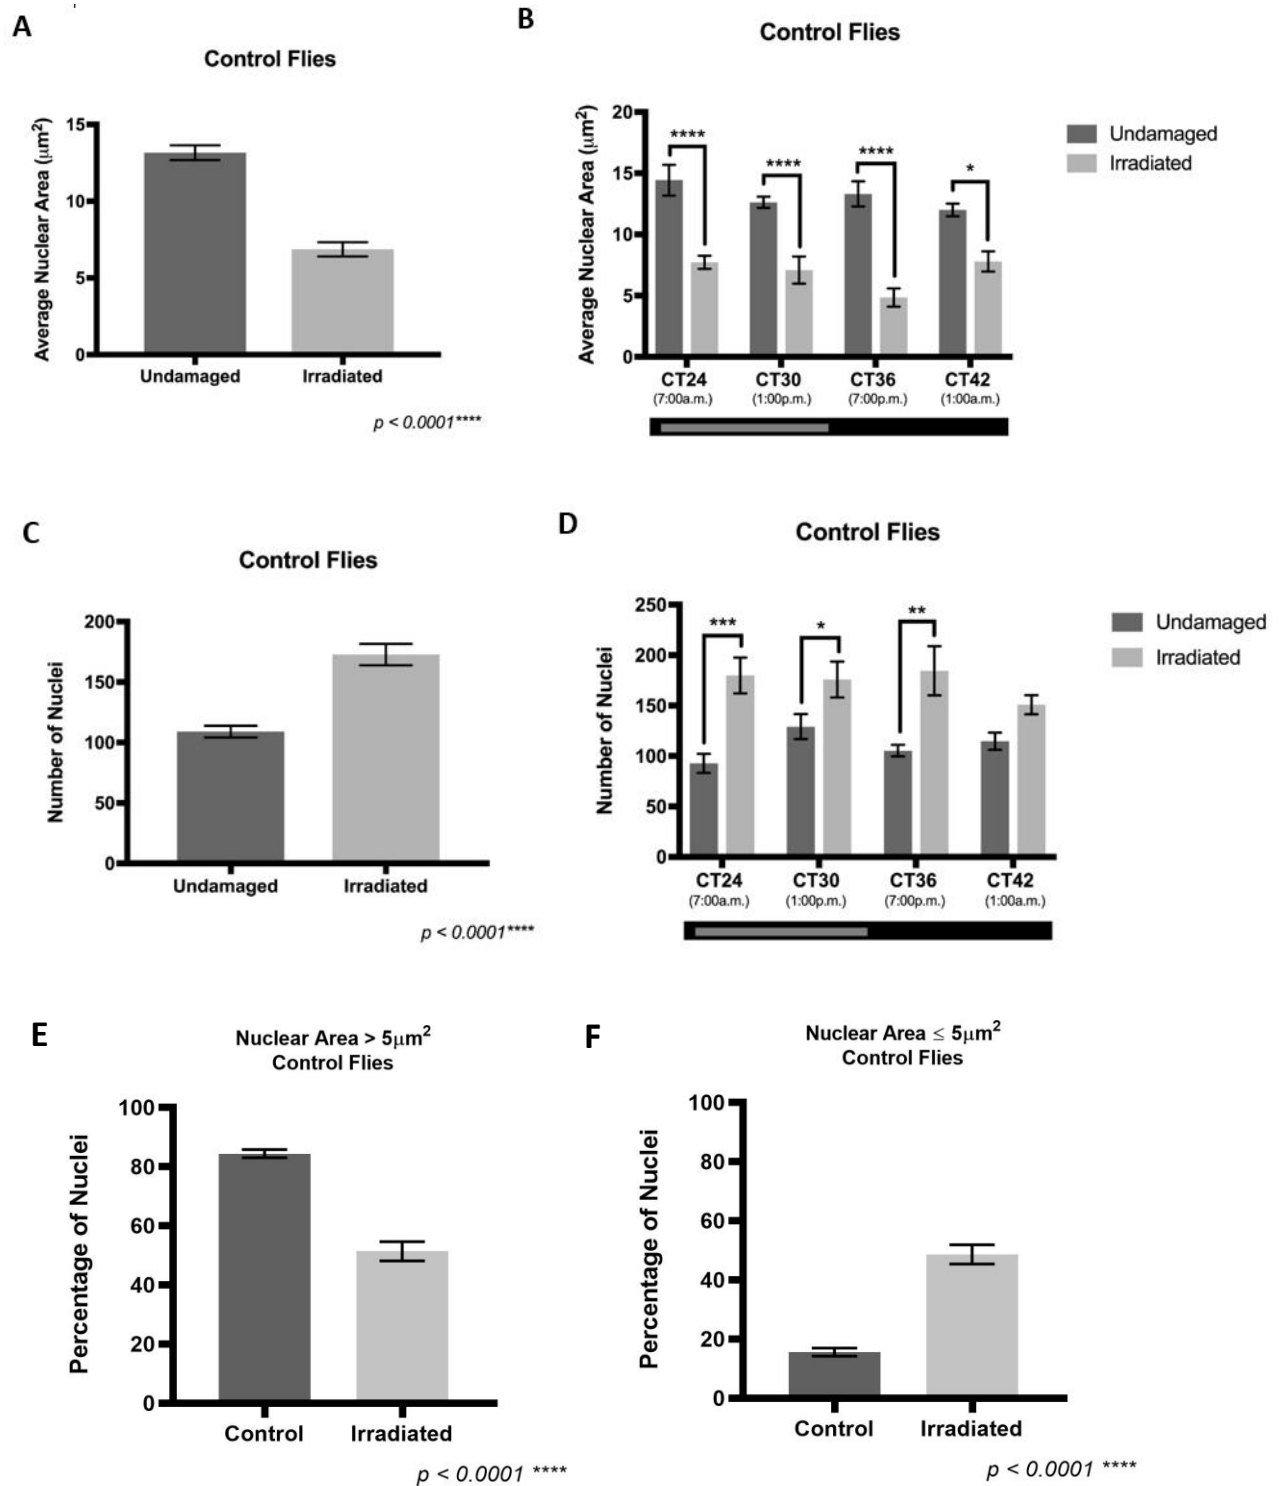 A
Control Flies
Average Nuclear Area (μm²)
15
10
5
0
Undamaged Irradiated
p < 0.0001****
B
Control Flies
Average Nuclear Area (μm²)
20
15
10
5
0
**** **** **** *
CT24 CT30 CT36 CT42
(7:00a.m.) (1:00p.m.) (7:00p.m.) (1:00a.m.)
Undamaged
Irradiated
C
Control Flies
Number of Nuclei
200
150
100
50
0
Undamaged Irradiated
p < 0.0001****
D
Control Flies
Number of Nuclei
250
200
150
100
50
0
*** * **
CT24 CT30 CT36 CT42
(7:00a.m.) (1:00p.m.) (7:00p.m.) (1:00a.m.)
Undamaged
Irradiated
E
Nuclear Area > 5μm²
Control Flies
Percentage of Nuclei
100
80
60
40
20
0
Control Irradiated
p < 0.0001 ****
F
Nuclear Area ≤ 5μm²
Control Flies
Percentage of Nuclei
100
80
60
40
20
0
Control Irradiated
p < 0.0001 ****